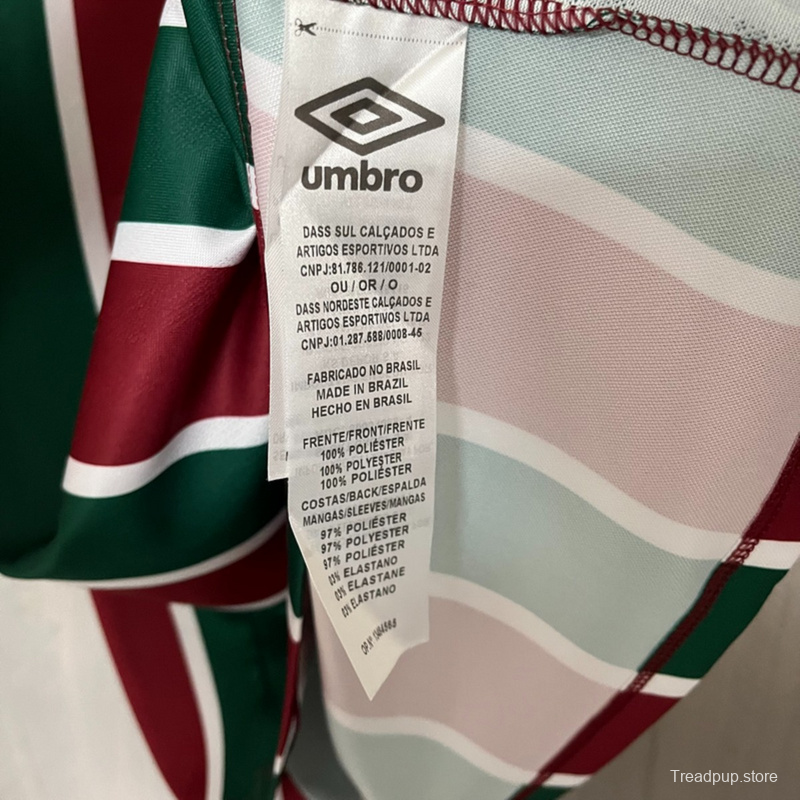 umbro
DASS SUL CALÇADOS E
ARTIGOS ESPORTIVOS LTDA
CNPJ:81.786.121/0001-02
OU / OR / O
DASS NORDESTE CALÇADOS E
ARTIGOS ESPORTIVOS LTDA
CNPJ:01.287.588/0008-45
FABRICADO NO BRASIL
MADE IN BRAZIL
HECHO EN BRASIL
FRENTE/FRONT/FRENTE
100% POLIÉSTER
100% POLYESTER
100% POLIÉSTER
COSTAS/BACK/ESPALDA
MANGAS/SLEEVES/MANGAS
97% POLIÉSTER
97% POLYESTER
97% POLIÉSTER
03% ELASTANO
03% ELASTANE
03% ELASTANO
OP. Nº
Treadpup.store